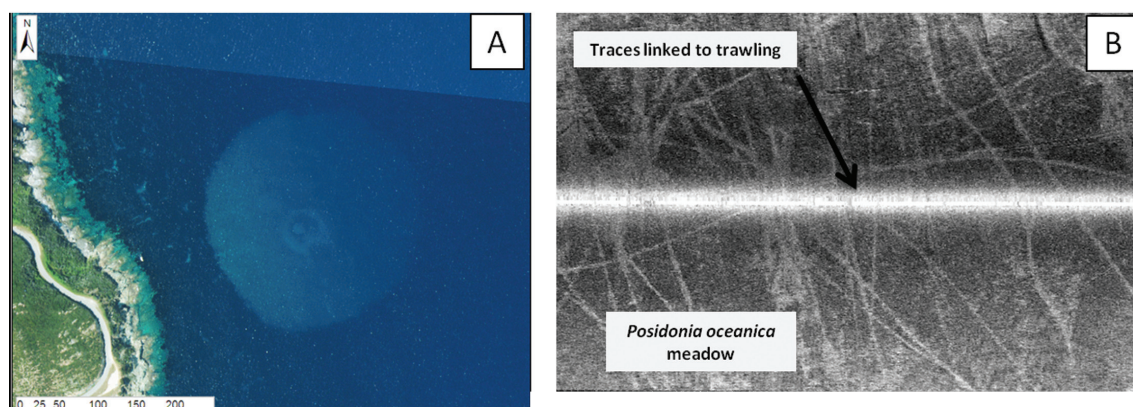 N
A
0 25 50 100 150 200
Traces linked to trawling
B
Posidonia oceanica
meadow